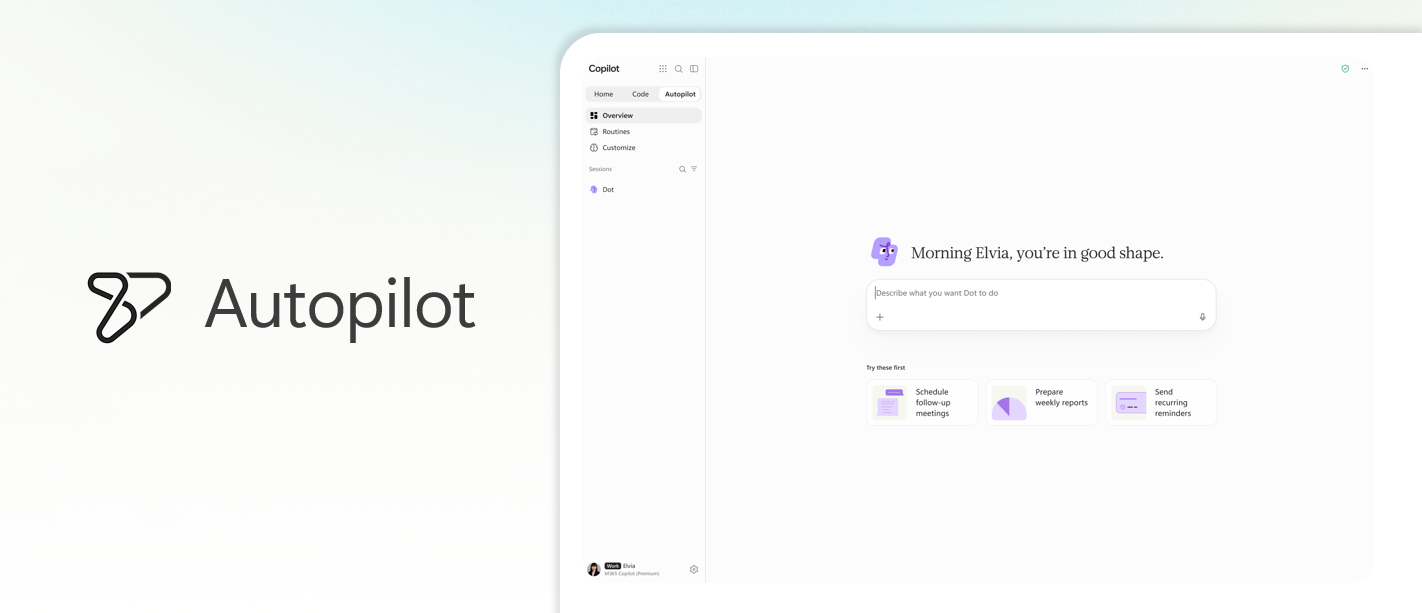 Autopilot
Copilot
Home Code Autopilot
Overview
Routines
Customize
Sessions
Dot
Morning Elvia, you're in good shape.
Describe what you want Dot to do
Try these first
Schedule
follow-up
meetings
Prepare
weekly reports
Send
recurring
reminders
Work Elvia
M365 Copilot (Premium)